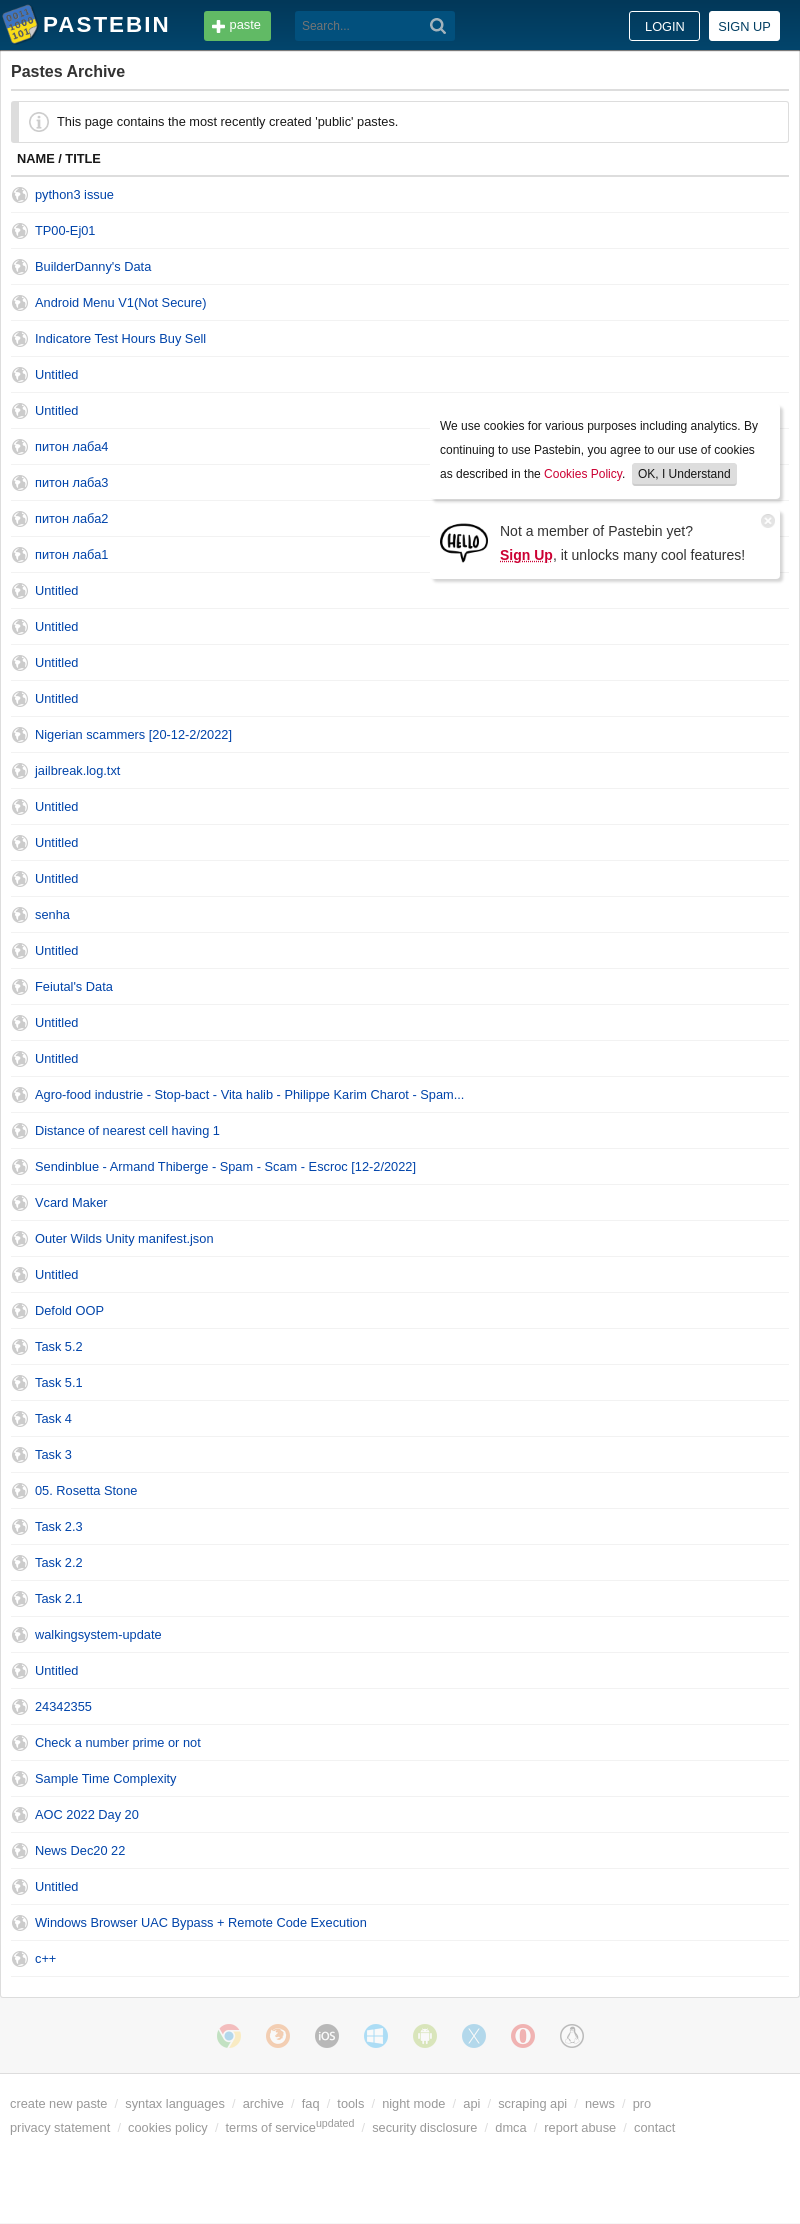 PASTEBIN
paste
Search...
LOGIN
SIGN UP
Pastes Archive
This page contains the most recently created 'public' pastes.
NAME / TITLE
python3 issue
TP00-Ej01
BuilderDanny's Data
Android Menu V1(Not Secure)
Indicatore Test Hours Buy Sell
Untitled
Untitled
питон лаба4
питон лаба3
питон лаба2
питон лаба1
We use cookies for various purposes including analytics. By
continuing to use Pastebin, you agree to our use of cookies
as described in the Cookies Policy. OK, I Understand
HELLO
Not a member of Pastebin yet?
Sign Up, it unlocks many cool features!
Untitled
Untitled
Untitled
Untitled
Nigerian scammers [20-12-2/2022]
jailbreak.log.txt
Untitled
Untitled
Untitled
senha
Untitled
Feiutal's Data
Untitled
Untitled
Agro-food industrie - Stop-bact - Vita halib - Philippe Karim Charot - Spam...
Distance of nearest cell having 1
Sendinblue - Armand Thiberge - Spam - Scam - Escroc [12-2/2022]
Vcard Maker
Outer Wilds Unity manifest.json
Untitled
Defold OOP
Task 5.2
Task 5.1
Task 4
Task 3
05. Rosetta Stone
Task 2.3
Task 2.2
Task 2.1
walkingsystem-update
Untitled
24342355
Check a number prime or not
Sample Time Complexity
AOC 2022 Day 20
News Dec20 22
Untitled
Windows Browser UAC Bypass + Remote Code Execution
c++
iOS
create new paste / syntax languages / archive / faq / tools / night mode / api / scraping api / news / pro
privacy statement / cookies policy / terms of serviceupdated / security disclosure / dmca / report abuse / contact